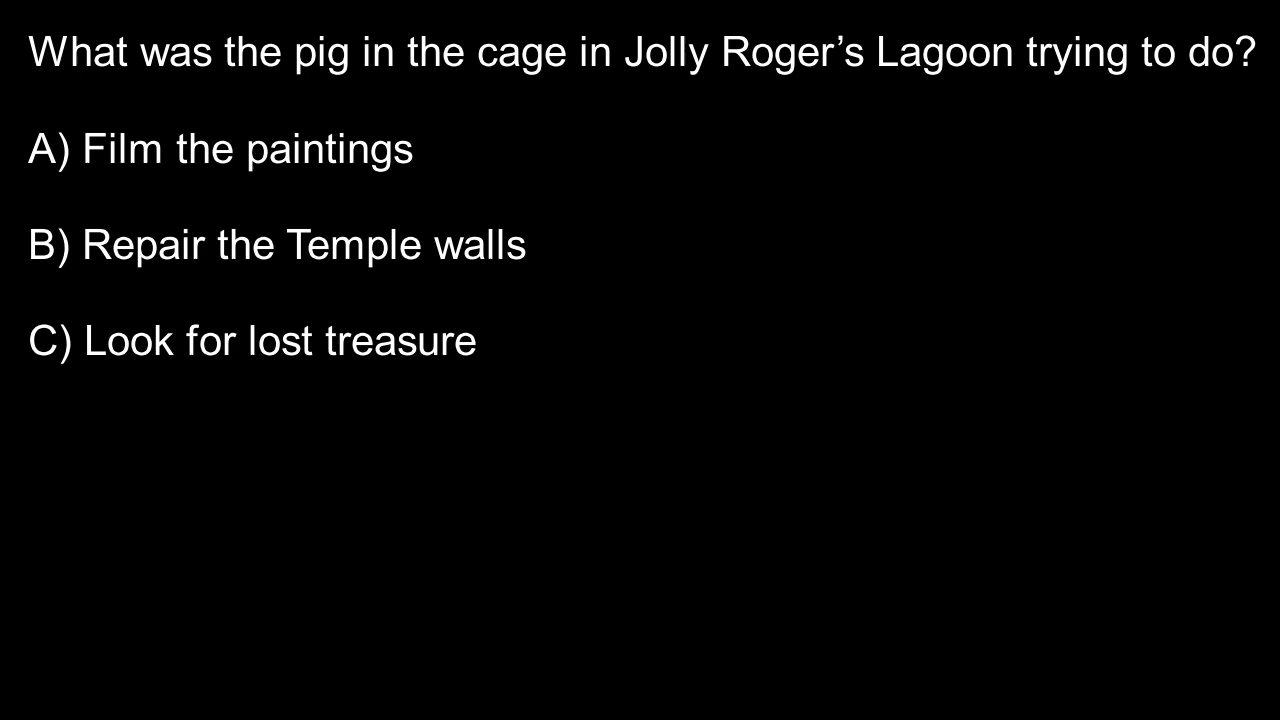 What was the pig in the cage in Jolly Roger’s Lagoon trying to do?
A) Film the paintings
B) Repair the Temple walls
C) Look for lost treasure